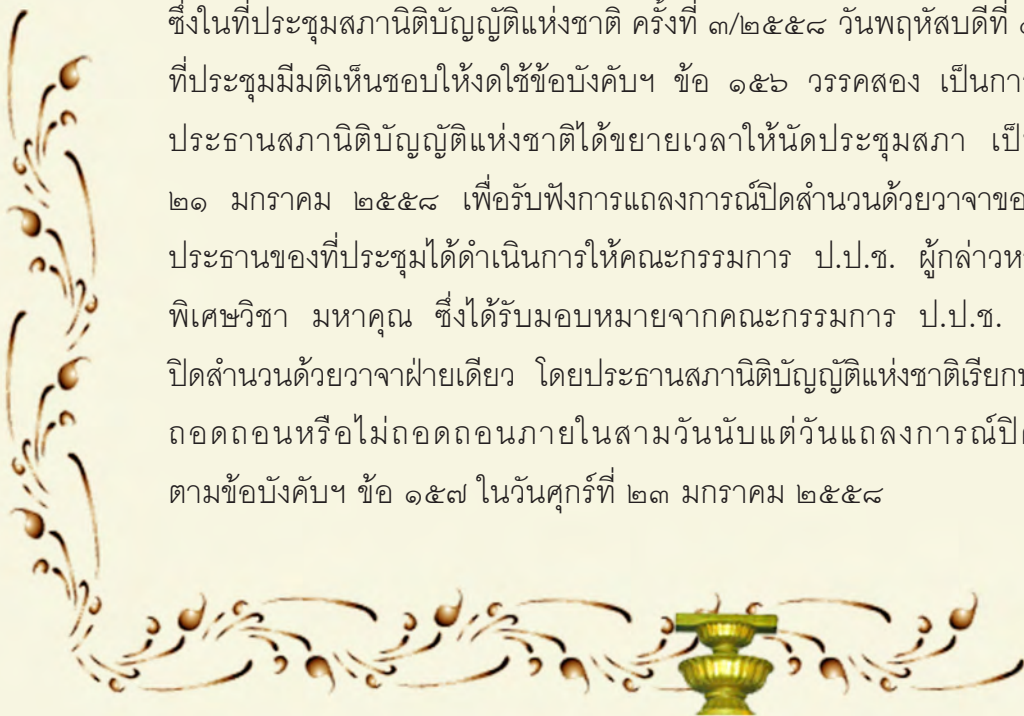 ซึ่งในที่ประชุมสภานิติบัญญัติแห่งชาติ ครั้งที่ ๓/๒๕๕๘ วันพฤหัสบดีที่
ที่ประชุมมีมติเห็นชอบให้งดใช้ข้อบังคับฯ ข้อ ๑๕๖ วรรคสอง เป็นการ
ประธานสภานิติบัญญัติแห่งชาติได้ขยายเวลาให้นัดประชุมสภา
๒๑ มกราคม ๒๕๕๘ เพื่อรับฟังการแถลงการณ์ปิดสำนวนด้วยวาจาขอ
ประธานของที่ประชุมได้ดำเนินการให้คณะกรรมการ ป.ป.ช. ผู้กล่าวห
พิเศษวิชา มหาคุณ ซึ่งได้รับมอบหมายจากคณะกรรมการ ป.ป.ช.
ปิดสำนวนด้วยวาจาฝ่ายเดียว โดยประธานสภานิติบัญญัติแห่งชาติเรียก
ถอดถอนหรือไม่ถอดถอนภายในสามวันนับแต่วันแถลงการณ์ปิด
ตามข้อบังคับฯ ข้อ ๑๕๗ ในวันศุกร์ที่ ๒๓ มกราคม ๒๕๕๘